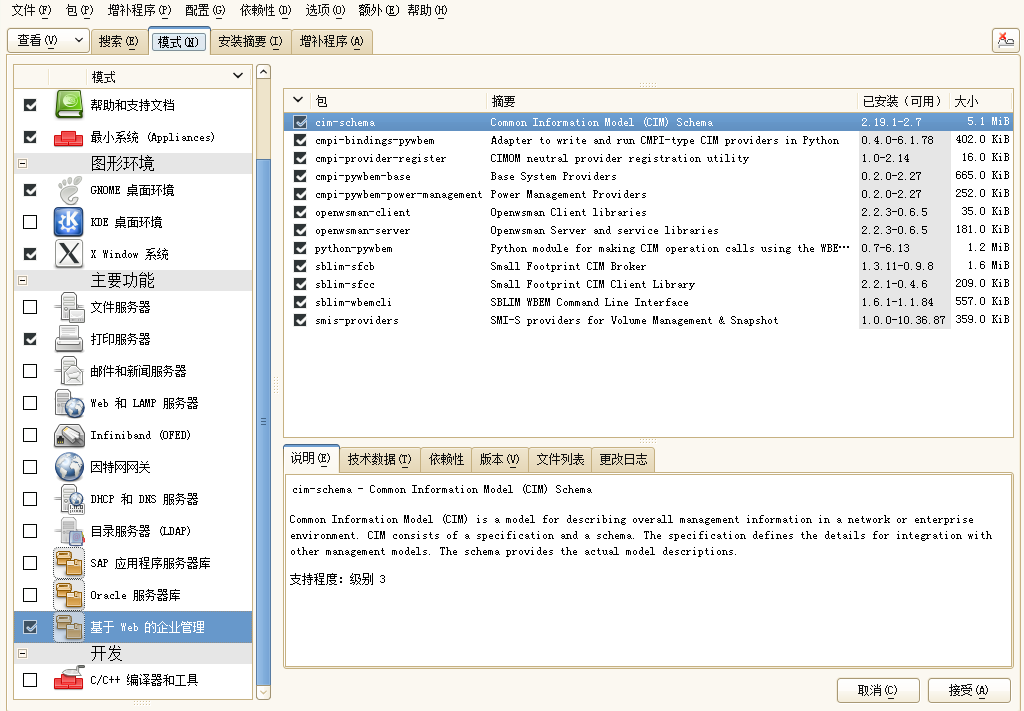 文件(F) 包(P) 增补程序(P) 配置(G) 依赖性(D) 选项(O) 额外(E) 帮助(H)
查看(V) 搜索(E) 模式(N) 安装摘要(I) 增补程序(A)
模式
帮助和支持文档
最小系统 (Appliances)
图形环境
GNOME 桌面环境
KDE 桌面环境
X Window 系统
主要功能
文件服务器
打印服务器
邮件和新闻服务器
Web 和 LAMP 服务器
Infiniband (OFED)
因特网网关
DHCP 和 DNS 服务器
目录服务器 (LDAP)
SAP 应用程序服务器库
Oracle 服务器库
基于 Web 的企业管理
开发
C/C++ 编译器和工具
包 摘要 已安装（可用） 大小
cim-schema Common Information Model (CIM) Schema 2.19.1-2.7 5.1 MiB
cmpi-bindings-pywbem Adapter to write and run CMPI-type CIM providers in Python 0.4.0-6.1.78 402.0 KiB
cmpi-provider-register CIMOM neutral provider registration utility 1.0-2.14 16.0 KiB
cmpi-pywbem-base Base System Providers 0.2.0-2.27 665.0 KiB
cmpi-pywbem-power-management Power Management Providers 0.2.0-2.27 252.0 KiB
openwsman-client Openwsman Client libraries 2.2.3-0.6.5 35.0 KiB
openwsman-server Openwsman Server and service libraries 2.2.3-0.6.5 181.0 KiB
python-pywbem Python module for making CIM operation calls using the WBE… 0.7-6.13 1.2 MiB
sblim-sfcb Small Footprint CIM Broker 1.3.11-0.9.8 1.6 MiB
sblim-sfcc Small Footprint CIM Client Library 2.2.1-0.4.6 209.0 KiB
sblim-wbemcli SBLIM WBEM Command Line Interface 1.6.1-1.1.84 557.0 KiB
smis-providers SMI-S providers for Volume Management & Snapshot 1.0.0-10.36.87 359.0 KiB
说明(E) 技术数据(T) 依赖性 版本(V) 文件列表 更改日志
cim-schema - Common Information Model (CIM) Schema
Common Information Model (CIM) is a model for describing overall management information in a network or enterprise
environment. CIM consists of a specification and a schema. The specification defines the details for integration with
other management models. The schema provides the actual model descriptions.
支持程度: 级别 3
取消(C) 接受(A)